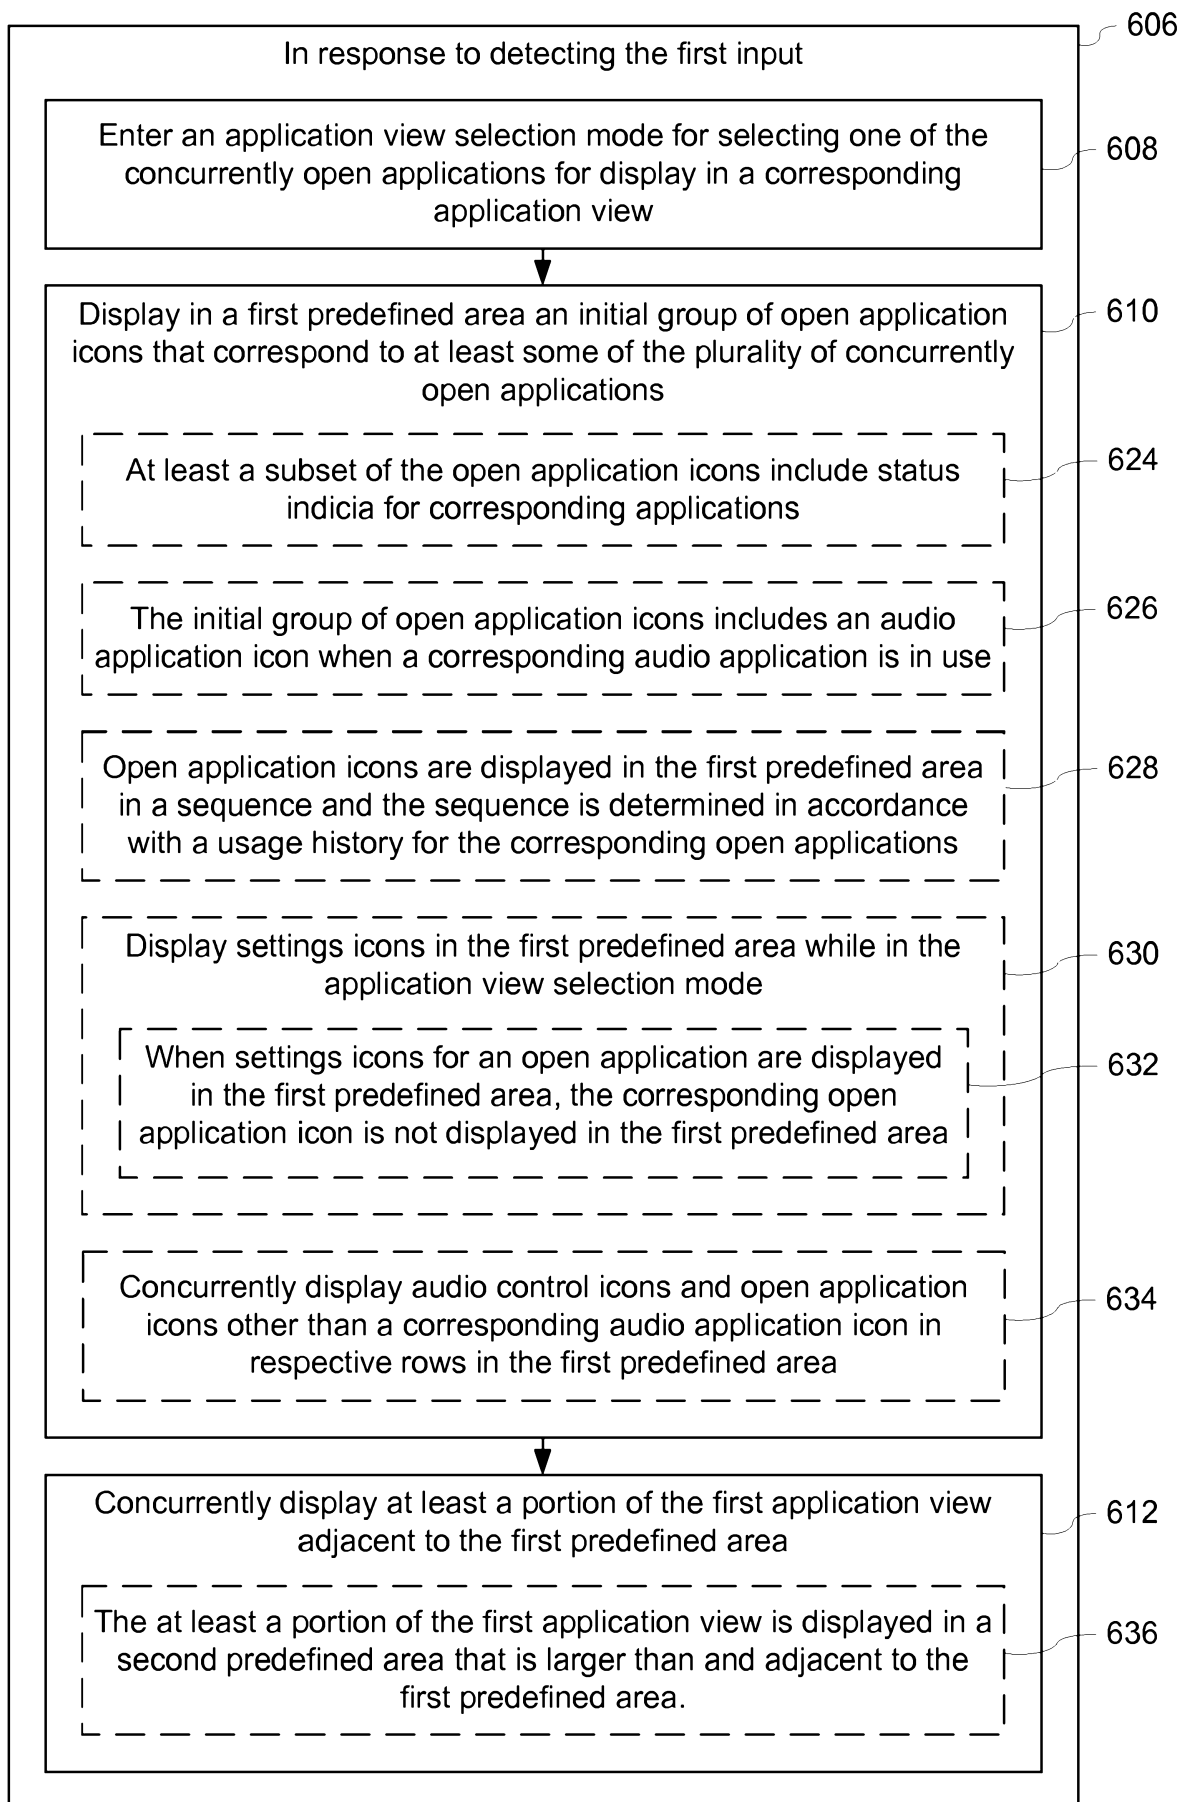 606
In response to detecting the first input
Enter an application view selection mode for selecting one of the
concurrently open applications for display in a corresponding
application view
608
Display in a first predefined area an initial group of open application
icons that correspond to at least some of the plurality of concurrently
open applications
610
At least a subset of the open application icons include status
indicia for corresponding applications
624
The initial group of open application icons includes an audio
application icon when a corresponding audio application is in use
626
Open application icons are displayed in the first predefined area
in a sequence and the sequence is determined in accordance
with a usage history for the corresponding open applications
628
Display settings icons in the first predefined area while in the
application view selection mode
630
When settings icons for an open application are displayed
in the first predefined area, the corresponding open
application icon is not displayed in the first predefined area
632
Concurrently display audio control icons and open application
icons other than a corresponding audio application icon in
respective rows in the first predefined area
634
Concurrently display at least a portion of the first application view
adjacent to the first predefined area
612
The at least a portion of the first application view is displayed in a
second predefined area that is larger than and adjacent to the
first predefined area.
636